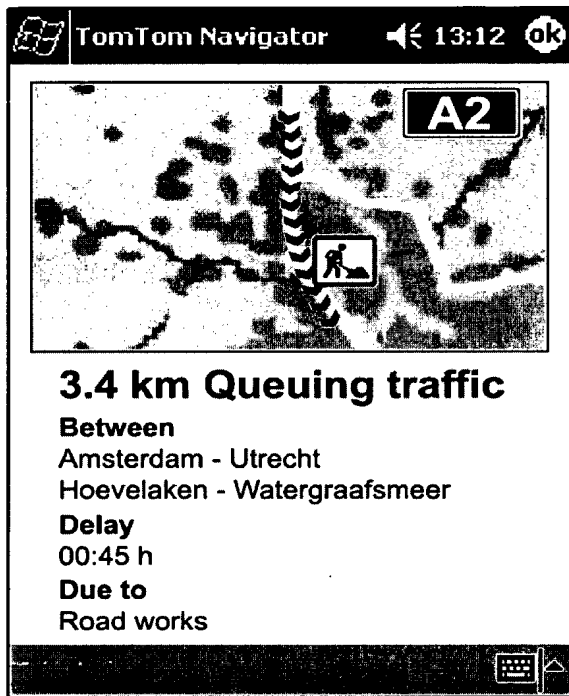 TomTom Navigator 13:12 ok
A2
3.4 km Queuing traffic
Between
Amsterdam - Utrecht
Hoevelaken - Watergraafsmeer
Delay
00:45 h
Due to
Road works